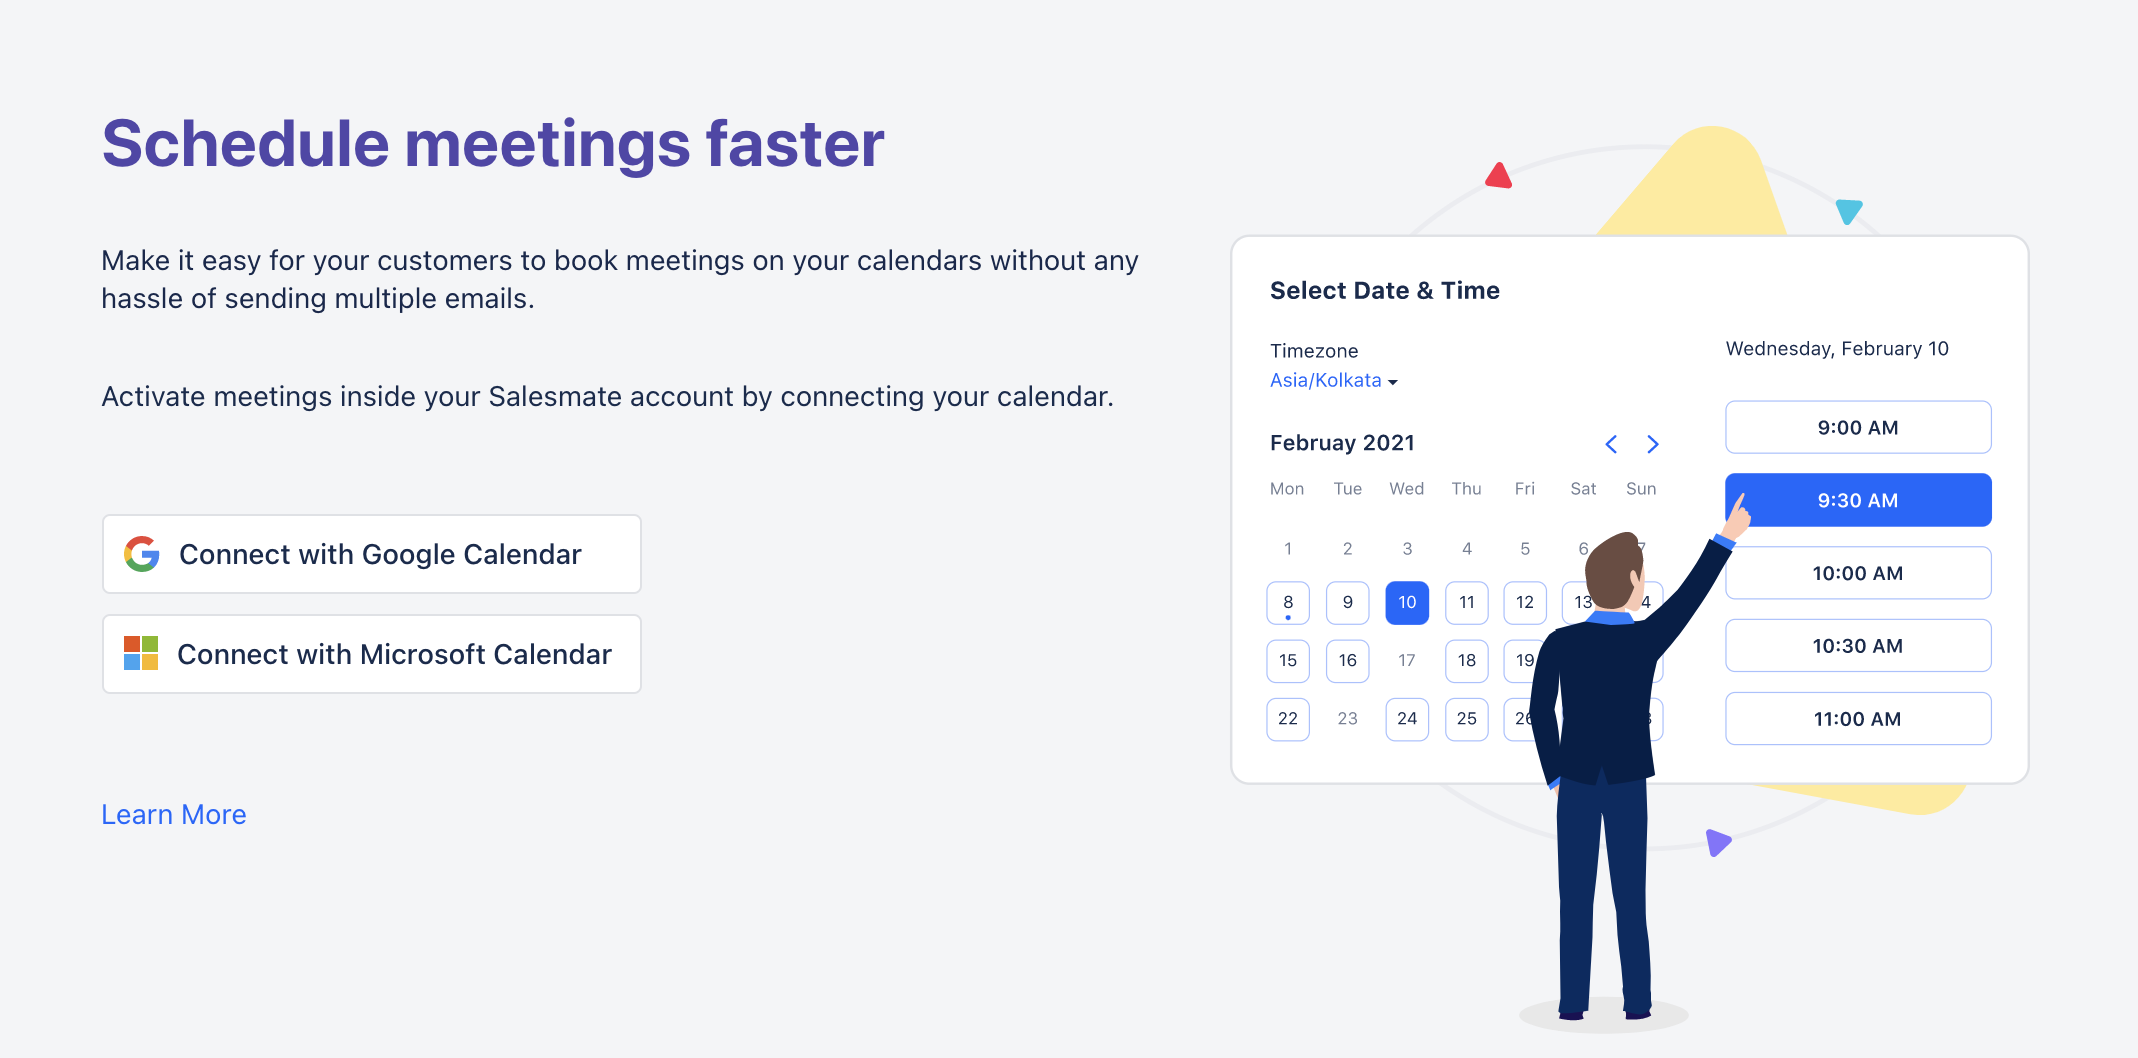 Schedule meetings faster
Make it easy for your customers to book meetings on your calendars without any
hassle of sending multiple emails.
Activate meetings inside your Salesmate account by connecting your calendar.
Connect with Google Calendar
Connect with Microsoft Calendar
Learn More
Select Date & Time
Timezone
Asia/Kolkata
Februay 2021
Mon Tue Wed Thu Fri Sat Sun
1 2 3 4 5 6 7
8 9 10 11 12 13
15 16 17 18 19
22 23 24 25 26
Wednesday, February 10
9:00 AM
9:30 AM
10:00 AM
10:30 AM
11:00 AM